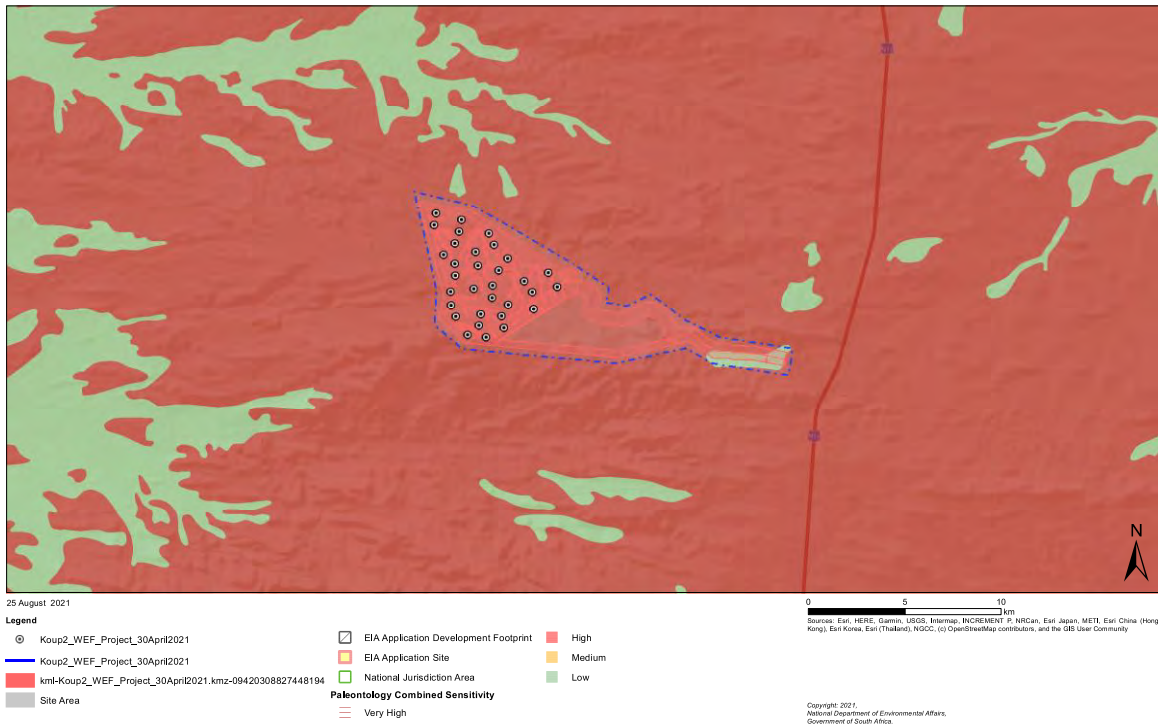 N
25 August 2021
Legend
Koup2_WEF_Project_30April2021
Koup2_WEF_Project_30April2021
kml-Koup2_WEF_Project_30April2021.kmz-09420308827448194
Site Area
EIA Application Development Footprint
EIA Application Site
National Jurisdiction Area
Paleontology Combined Sensitivity
Very High
High
Medium
Low
0 5 10
km
Sources: Esri, HERE, Garmin, USGS, Intermap, INCREMENT P, NRCan, Esri Japan, METI, Esri China (Hong
Kong), Esri Korea, Esri (Thailand), NGCC, (c) OpenStreetMap contributors, and the GIS User Community
Copyright: 2021,
National Department of Environmental Affairs,
Government of South Africa.